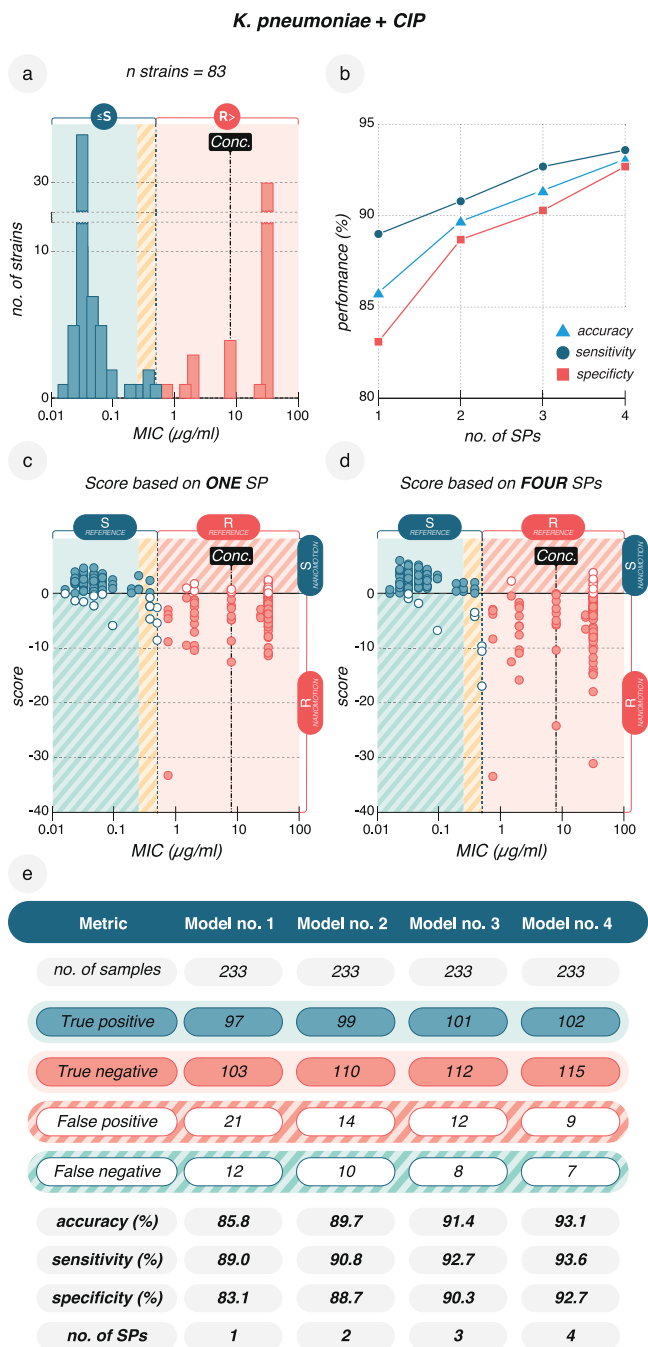 K. pneumoniae + CIP
a
n strains = 83
≤S
R>
Conc.
30
10
0
no. of strains
0.01 0.1 1 10 100
MIC (µg/ml)
b
95
90
85
80
perfomance (%)
accuracy
sensitivity
specificty
1 2 3 4
no. of SPs
c
Score based on ONE SP
S
REFERENCE
R
REFERENCE
Conc.
S
NANOMOTION
R
NANOMOTION
0
-10
-20
-30
-40
score
0.01 0.1 1 10 100
MIC (µg/ml)
d
Score based on FOUR SPs
S
REFERENCE
R
REFERENCE
Conc.
S
NANOMOTION
R
NANOMOTION
0
-10
-20
-30
-40
score
0.01 0.1 1 10 100
MIC (µg/ml)
e
Metric Model no. 1 Model no. 2 Model no. 3 Model no. 4
no. of samples 233 233 233 233
True positive 97 99 101 102
True negative 103 110 112 115
False positive 21 14 12 9
False negative 12 10 8 7
accuracy (%) 85.8 89.7 91.4 93.1
sensitivity (%) 89.0 90.8 92.7 93.6
specificity (%) 83.1 88.7 90.3 92.7
no. of SPs 1 2 3 4